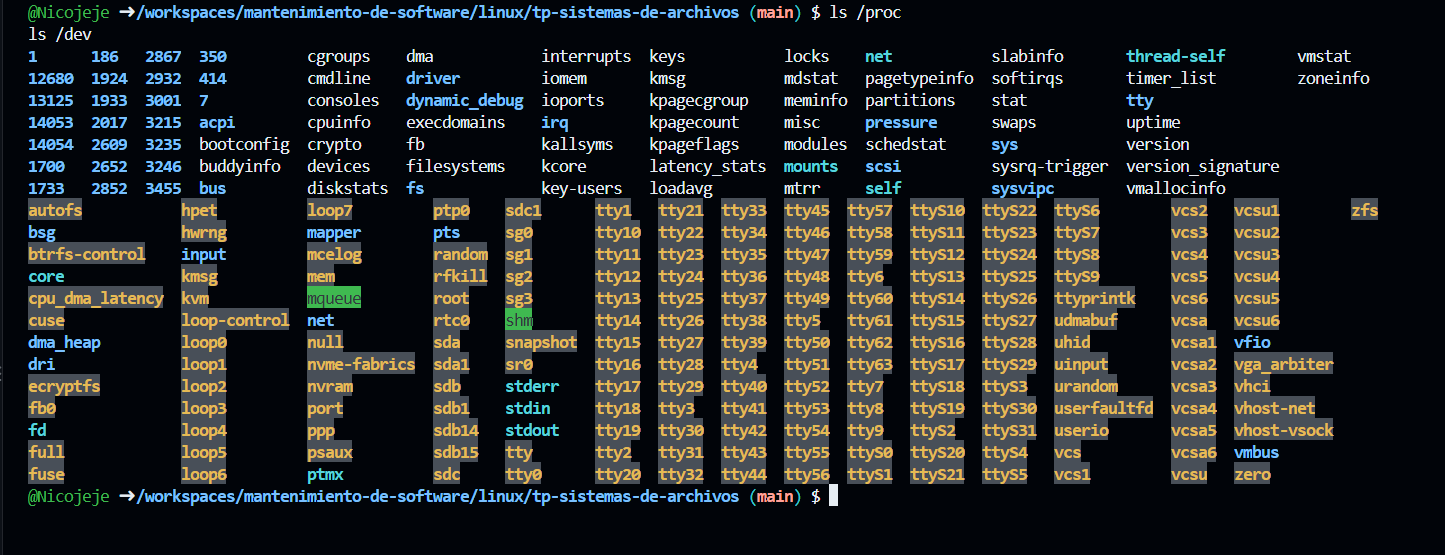 @Nicojeje ➜/workspaces/mantenimiento-de-software/linux/tp-sistemas-de-archivos (main) $ ls /proc
ls /dev
1 186 2867 350 cgroups dma interrupts keys locks net slabinfo thread-self vmstat
12680 1924 2932 414 cmdline driver iomem kmsg mdstat pagetypeinfo softirqs timer_list zoneinfo
13125 1933 3001 7 consoles dynamic_debug ioports kpagecgroup meminfo partitions stat tty
14053 2017 3215 acpi cpuinfo execdomains irq kpagecount misc pressure swaps uptime
14054 2609 3235 bootconfig crypto fb kallsyms kpageflags modules schedstat sys version
1700 2652 3246 buddyinfo devices filesystems kcore latency_stats mounts scsi sysrq-trigger version_signature
1733 2852 3455 bus diskstats fs key-users loadavg mtrr self sysvipc vmallocinfo
autofs hpet loop7 ptp0 sdc1 tty1 tty21 tty33 tty45 tty57 ttyS10 ttyS22 ttyS6 vcs2 vcsu1 zfs
bsg hwrng mapper pts sg0 tty10 tty22 tty34 tty46 tty58 ttyS11 ttyS23 ttyS7 vcs3 vcsu2
btrfs-control input mcelog random sg1 tty11 tty23 tty35 tty47 tty59 ttyS12 ttyS24 ttyS8 vcs4 vcsu3
core kmsg mem rfkill sg2 tty12 tty24 tty36 tty48 tty6 ttyS13 ttyS25 ttyS9 vcs5 vcsu4
cpu_dma_latency kvm mqueue root sg3 tty13 tty25 tty37 tty49 tty60 ttyS14 ttyS26 ttyprintk vcs6 vcsu5
cuse loop-control net rtc0 shm tty14 tty26 tty38 tty5 tty61 ttyS15 ttyS27 udmabuf vcsa vcsu6
dma_heap loop0 null sda snapshot tty15 tty27 tty39 tty50 tty62 ttyS16 ttyS28 uhid vcsa1 vfio
dri loop1 nvme-fabrics sda1 sr0 tty16 tty28 tty4 tty51 tty63 ttyS17 ttyS29 uinput vcsa2 vga_arbiter
ecryptfs loop2 nvram sdb stderr tty17 tty29 tty40 tty52 tty7 ttyS18 ttyS3 urandom vcsa3 vhci
fb0 loop3 port sdb1 stdin tty18 tty3 tty41 tty53 tty8 ttyS19 ttyS30 userfaultfd vcsa4 vhost-net
fd loop4 ppp sdb14 stdout tty19 tty30 tty42 tty54 tty9 ttyS2 ttyS31 userio vcsa5 vhost-vsock
full loop5 psaux sdb15 tty tty2 tty31 tty43 tty55 ttyS0 ttyS20 ttyS4 vcs vcsa6 vmbus
fuse loop6 ptmx sdc tty0 tty20 tty32 tty44 tty56 ttyS1 ttyS21 ttyS5 vcs1 vcsu zero
@Nicojeje ➜/workspaces/mantenimiento-de-software/linux/tp-sistemas-de-archivos (main) $